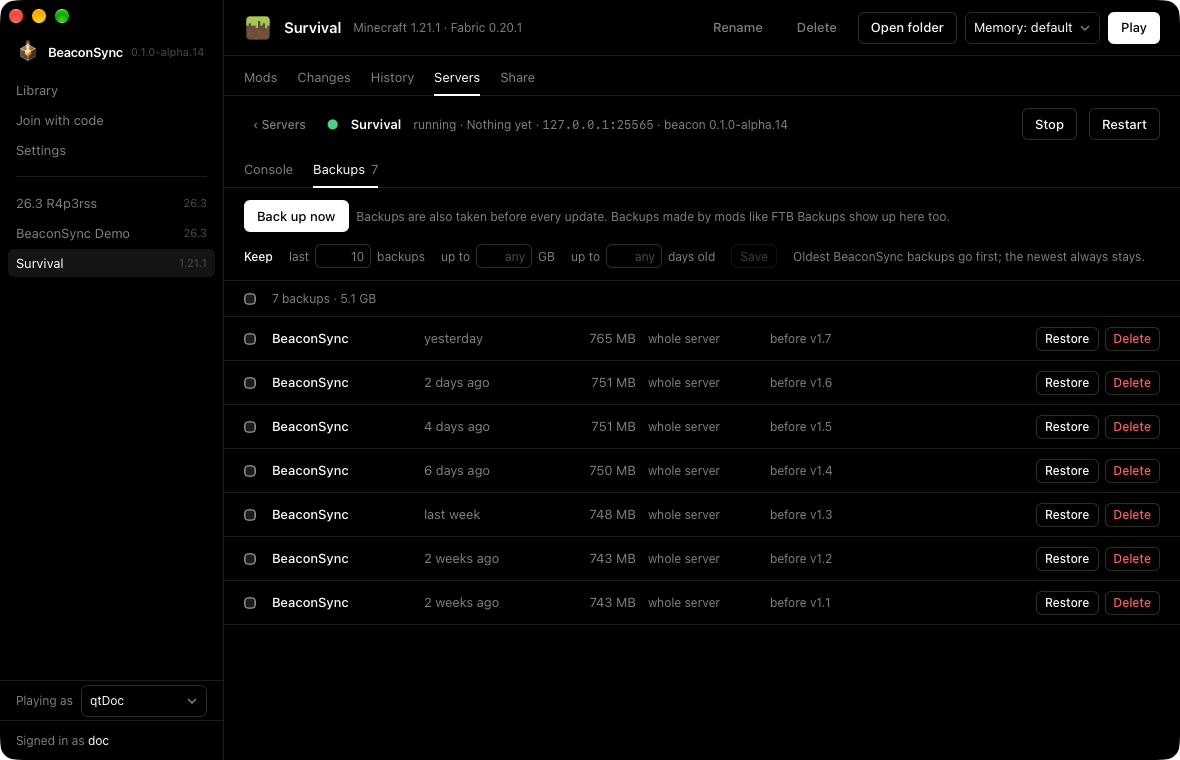 BeaconSync 0.1.0-alpha.14
Library
Join with code
Settings
26.3 R4p3rss 26.3
BeaconSync Demo 26.3
Survival 1.21.1
Playing as qtDoc
Signed in as doc
Survival Minecraft 1.21.1 · Fabric 0.20.1 Rename Delete Open folder Memory: default Play
Mods Changes History Servers Share
‹ Servers Survival running · Nothing yet · 127.0.0.1:25565 · beacon 0.1.0-alpha.14 Stop Restart
Console Backups 7
Back up now Backups are also taken before every update. Backups made by mods like FTB Backups show up here too.
Keep last 10 backups up to any GB up to any days old Save Oldest BeaconSync backups go first; the newest always stays.
7 backups · 5.1 GB
BeaconSync yesterday 765 MB whole server before v1.7 Restore Delete
BeaconSync 2 days ago 751 MB whole server before v1.6 Restore Delete
BeaconSync 4 days ago 751 MB whole server before v1.5 Restore Delete
BeaconSync 6 days ago 750 MB whole server before v1.4 Restore Delete
BeaconSync last week 748 MB whole server before v1.3 Restore Delete
BeaconSync 2 weeks ago 743 MB whole server before v1.2 Restore Delete
BeaconSync 2 weeks ago 743 MB whole server before v1.1 Restore Delete